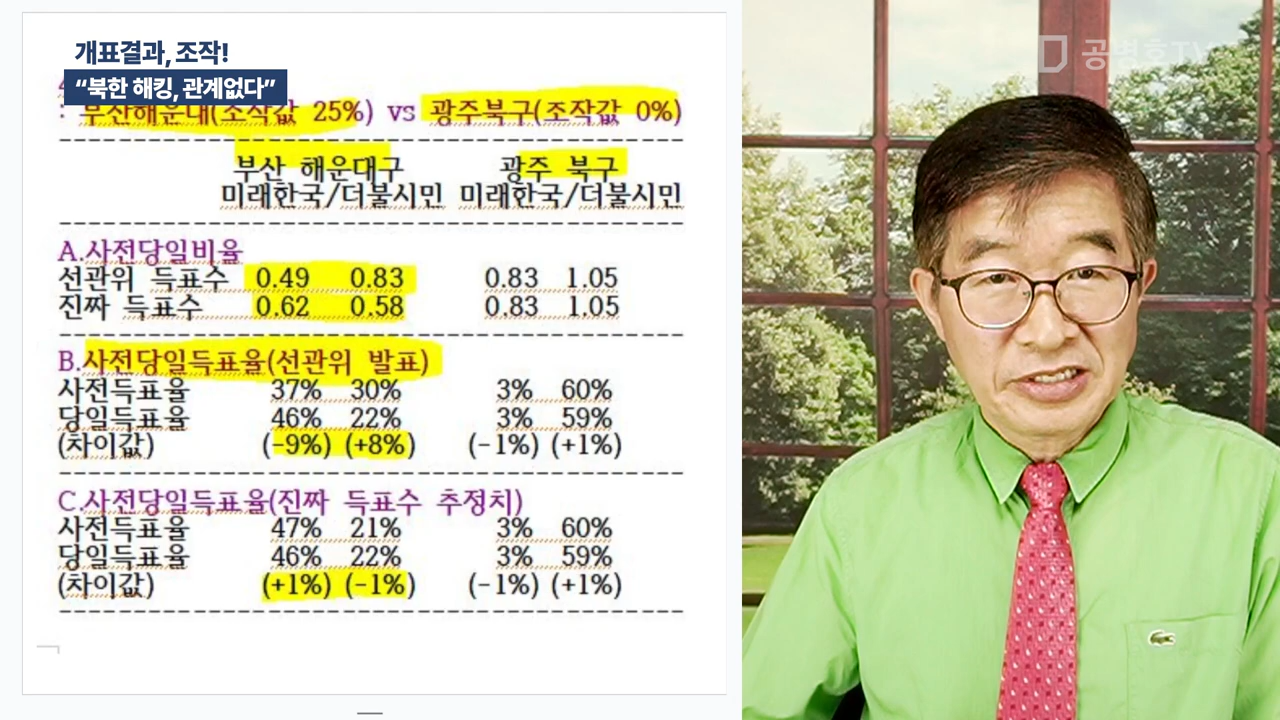 개표결과, 조작!
“북한 해킹, 관계없다”
공병호TV
: 부산해운대(조작값 25%) vs 광주북구(조작값 0%)
부산 해운대구 광주 북구
미래한국/더불시민 미래한국/더불시민
A.사전당일비율
선관위 득표수 0.49 0.83 0.83 1.05
진짜 득표수 0.62 0.58 0.83 1.05
B.사전당일득표율(선관위 발표)
사전득표율 37% 30% 3% 60%
당일득표율 46% 22% 3% 59%
(차이값) (-9%) (+8%) (-1%) (+1%)
C.사전당일득표율(진짜 득표수 추정치)
사전득표율 47% 21% 3% 60%
당일득표율 46% 22% 3% 59%
(차이값) (+1%) (-1%) (-1%) (+1%)